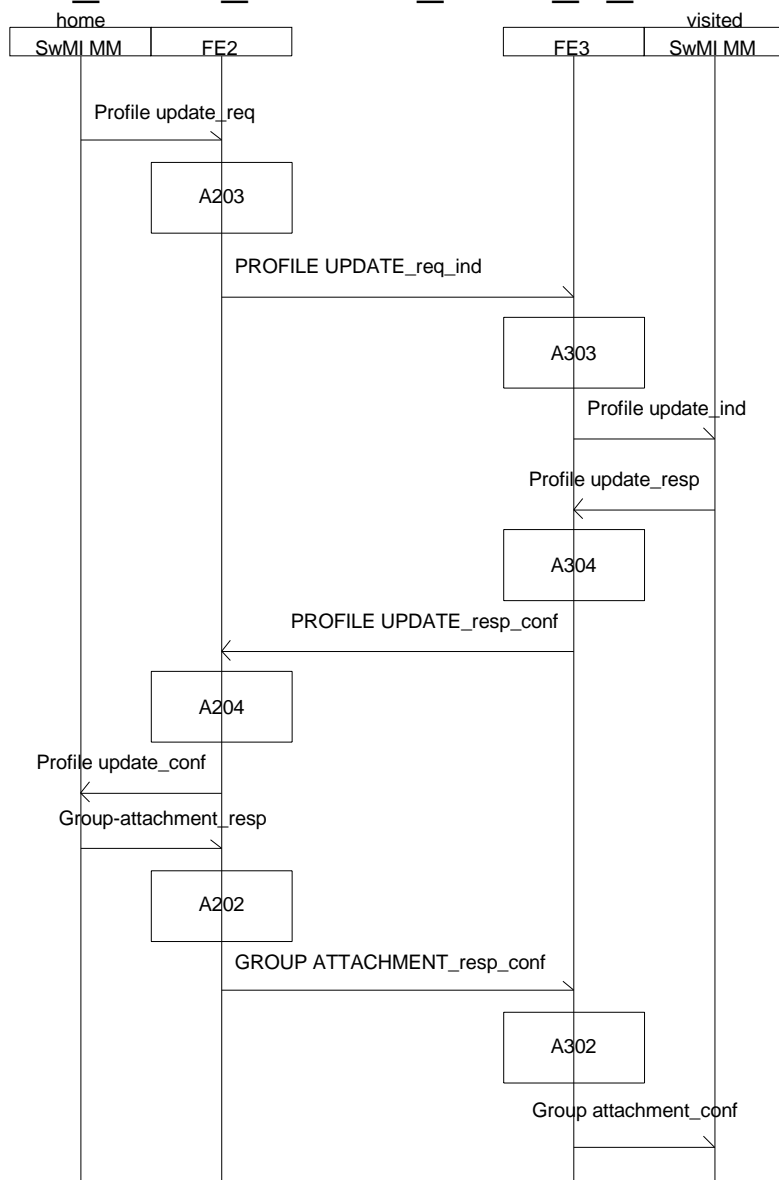 home visited
SwMI MM FE2 FE3 SwMI MM
Profile update_req
A203
PROFILE UPDATE_req_ind
A303
Profile update_ind
Profile update_resp
A304
PROFILE UPDATE_resp_conf
A204
Profile update_conf
Group-attachment_resp
A202
GROUP ATTACHMENT_resp_conf
A302
Group attachment_conf